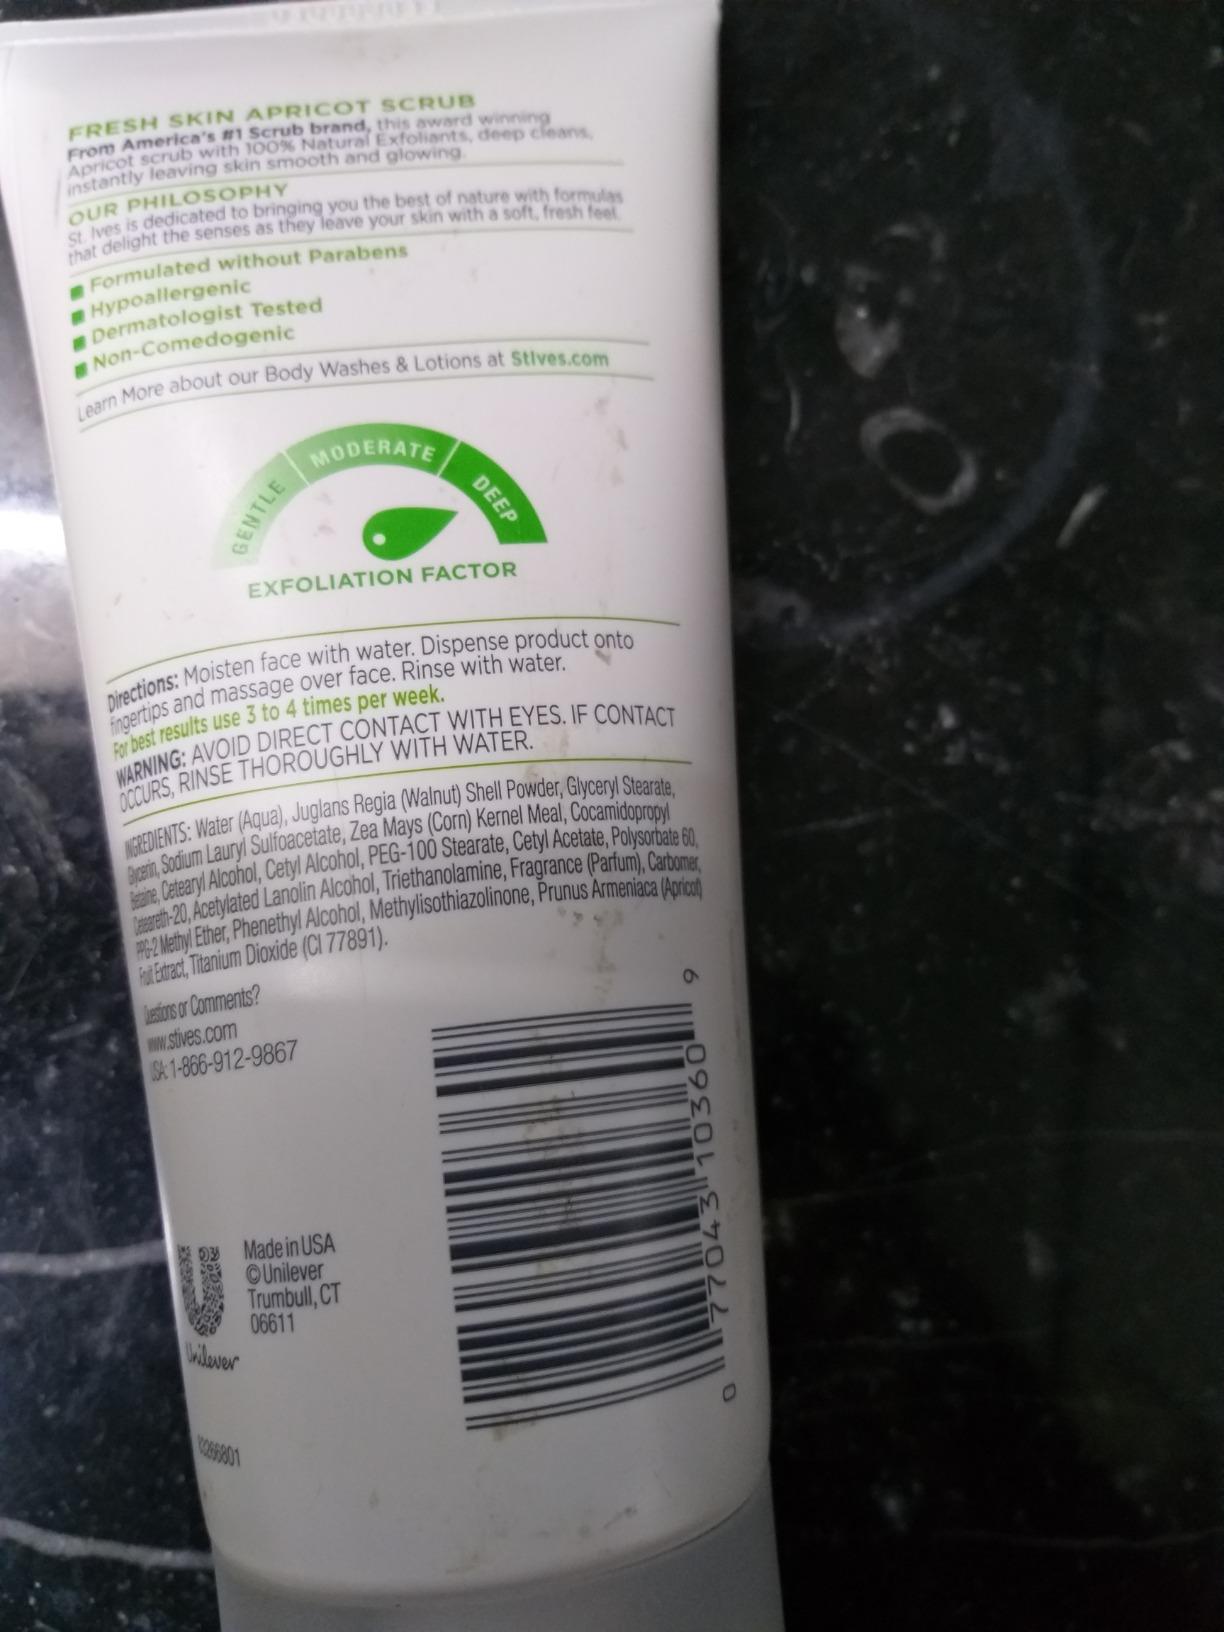 FRESH SKIN APRICOT SCRUB
From America's #1 Scrub brand, this award winning
Apricot scrub with 100% Natural Exfoliants, deep cleans,
instantly leaving skin smooth and glowing.
OUR PHILOSOPHY
St. Ives is dedicated to bringing you the best of nature with formulas
that delight the senses as they leave your skin with a soft, fresh feel.
Formulated without Parabens
Hypoallergenic
Dermatologist Tested
Non-Comedogenic
Learn More about our Body Washes & Lotions at StIves.com
GENTLE MODERATE DEEP
EXFOLIATION FACTOR
Directions: Moisten face with water. Dispense product onto
fingertips and massage over face. Rinse with water.
For best results use 3 to 4 times per week.
WARNING: AVOID DIRECT CONTACT WITH EYES. IF CONTACT
OCCURS, RINSE THOROUGHLY WITH WATER.
INGREDIENTS: Water (Aqua), Juglans Regia (Walnut) Shell Powder, Glyceryl Stearate,
Glycerin, Sodium Lauryl Sulfoacetate, Zea Mays (Corn) Kernel Meal, Cocamidopropyl
Betaine, Cetearyl Alcohol, Cetyl Alcohol, PEG-100 Stearate, Cetyl Acetate, Polysorbate 60,
Ceteareth-20, Acetylated Lanolin Alcohol, Triethanolamine, Fragrance (Parfum), Carbomer,
PPG-2 Methyl Ether, Phenethyl Alcohol, Methylisothiazolinone, Prunus Armeniaca (Apricot)
Fruit Extract, Titanium Dioxide (CI 77891).
Questions or Comments?
www.stives.com
USA: 1-866-912-9867
Made in USA
© Unilever
Trumbull, CT
06611
Unilever
0 77043 10360 9